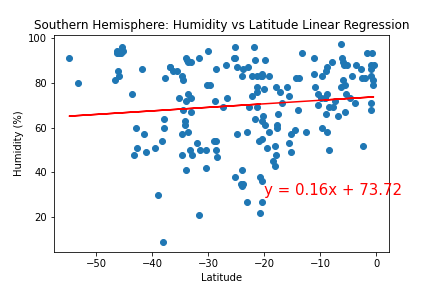 Southern Hemisphere: Humidity vs Latitude Linear Regression
100
80
60
40
20
Humidity (%)
y = 0.16x + 73.72
−50 −40 −30 −20 −10 0
Latitude